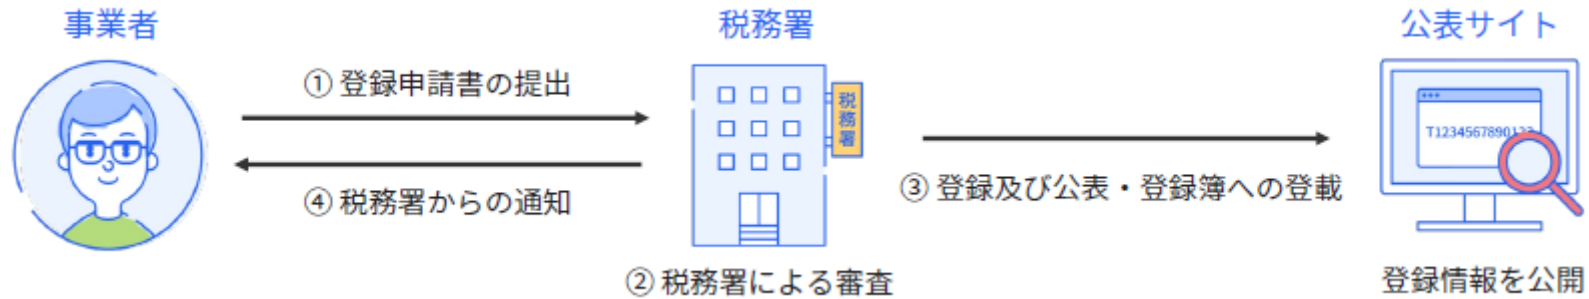 事業者
税務署
公表サイト
① 登録申請書の提出
税務署
T1234567890123
④ 税務署からの通知
③ 登録及び公表・登録簿への登載
② 税務署による審査
登録情報を公開